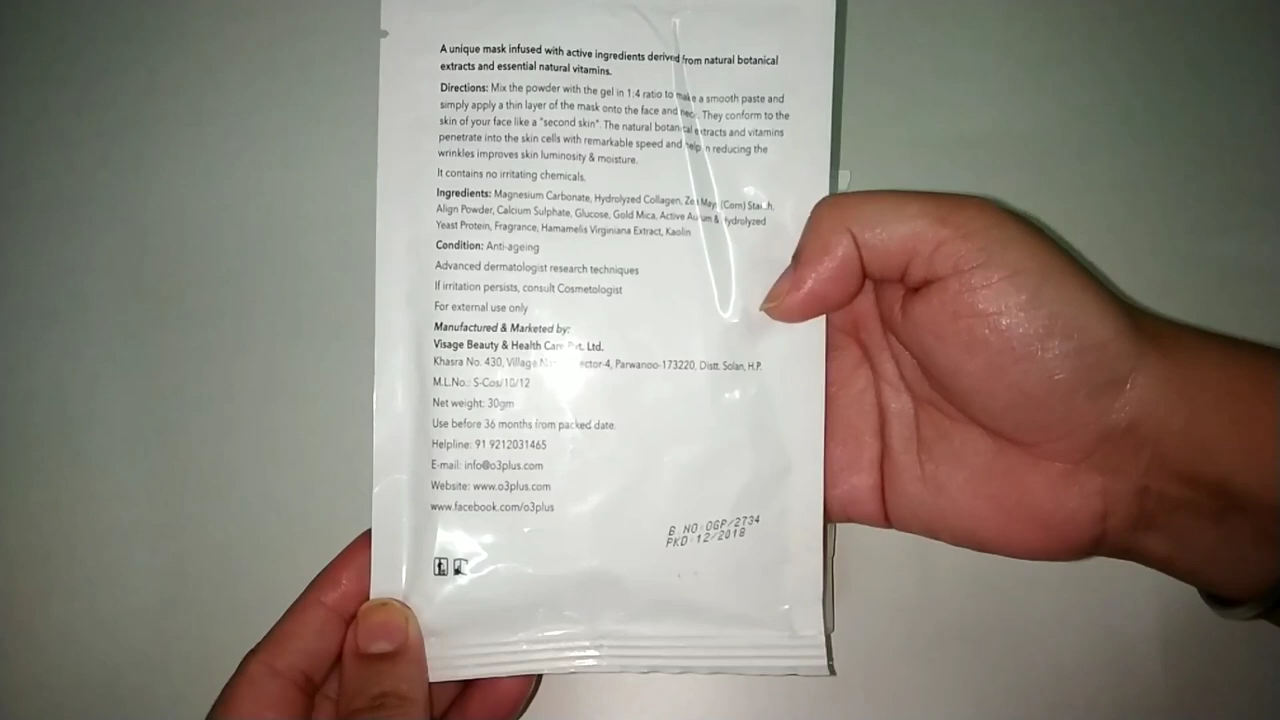 A unique mask infused with active ingredients derived from natural botanical
extracts and essential natural vitamins.
Directions: Mix the powder with the gel in 1:4 ratio to make a smooth paste and
simply apply a thin layer of the mask onto the face and neck. They conform to the
skin of your face like a "second skin". The natural botanical extracts and vitamins
penetrate into the skin cells with remarkable speed and help in reducing the
wrinkles improves skin luminosity & moisture.
It contains no irritating chemicals.
Ingredients: Magnesium Carbonate, Hydrolyzed Collagen, Zea Mays (Corn) Starch,
Align Powder, Calcium Sulphate, Glucose, Gold Mica, Active Aurum & Hydrolyzed
Yeast Protein, Fragrance, Hamamelis Virginiana Extract, Kaolin
Condition: Anti-ageing
Advanced dermatologist research techniques
If irritation persists, consult Cosmetologist
For external use only
Manufactured & Marketed by:
Visage Beauty & Health Care Pvt. Ltd.
Khasra No. 430, Village Parwanoo-173220, Distt. Solan, H.P.
M.L.No.: S-Cos/10/12
Net weight: 30gm
Use before 36 months from packed date.
Helpline: 91 9212031465
E-mail: info@o3plus.com
Website: www.o3plus.com
www.facebook.com/o3plus
B NO:OGP/2734
PKD:12/2018